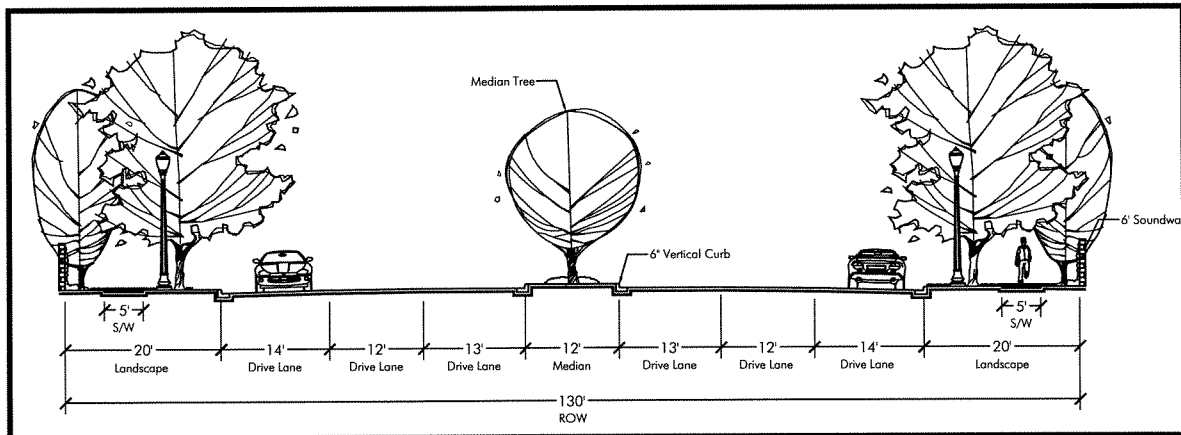 Median Tree
6' Soundwa
6" Vertical Curb
5'
S/W
5'
S/W
20'
Landscape
14'
Drive Lane
12'
Drive Lane
13'
Drive Lane
12'
Median
13'
Drive Lane
12'
Drive Lane
14'
Drive Lane
20'
Landscape
130'
ROW